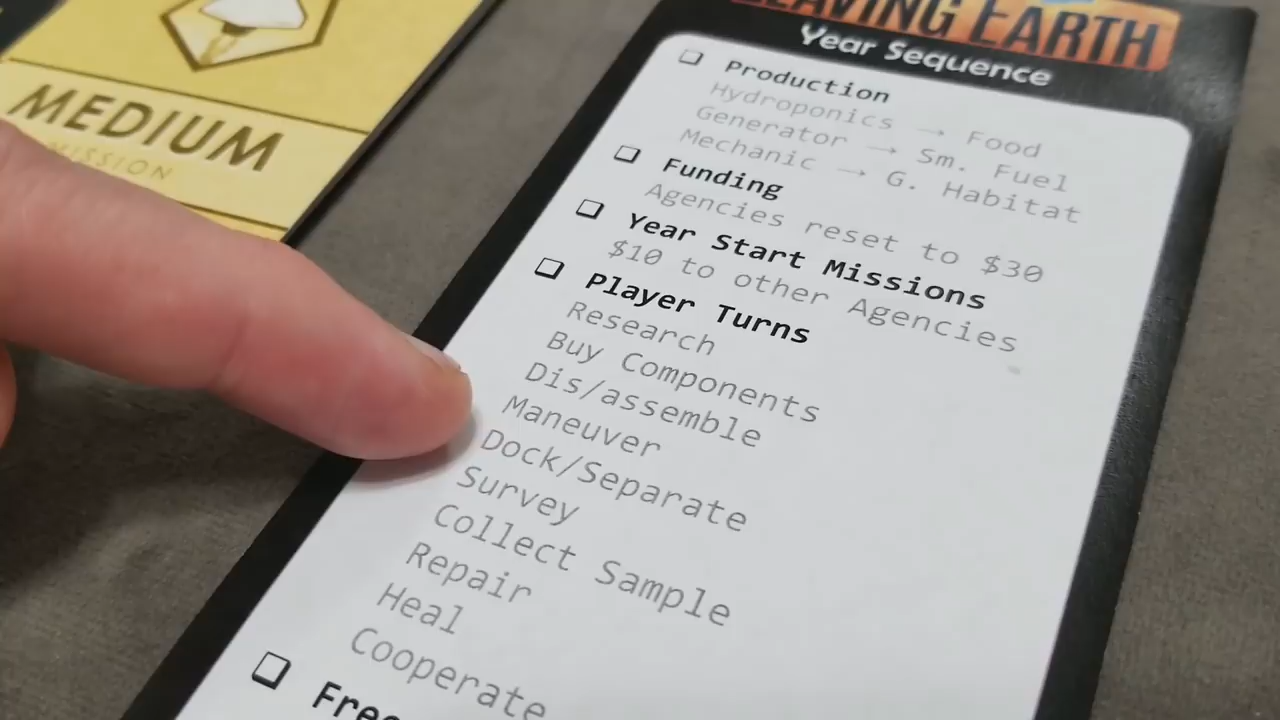 MEDIUM
MISSION
LEAVING EARTH
Year Sequence
❑ Production
Hydroponics → Food
Generator → Sm. Fuel
Mechanic → G. Habitat
❑ Funding
Agencies reset to $30
❑ Year Start Missions
$10 to other Agencies
❑ Player Turns
Research
Buy Components
Dis/assemble
Maneuver
Dock/Separate
Survey
Collect Sample
Repair
Heal
Cooperate
❑ Free